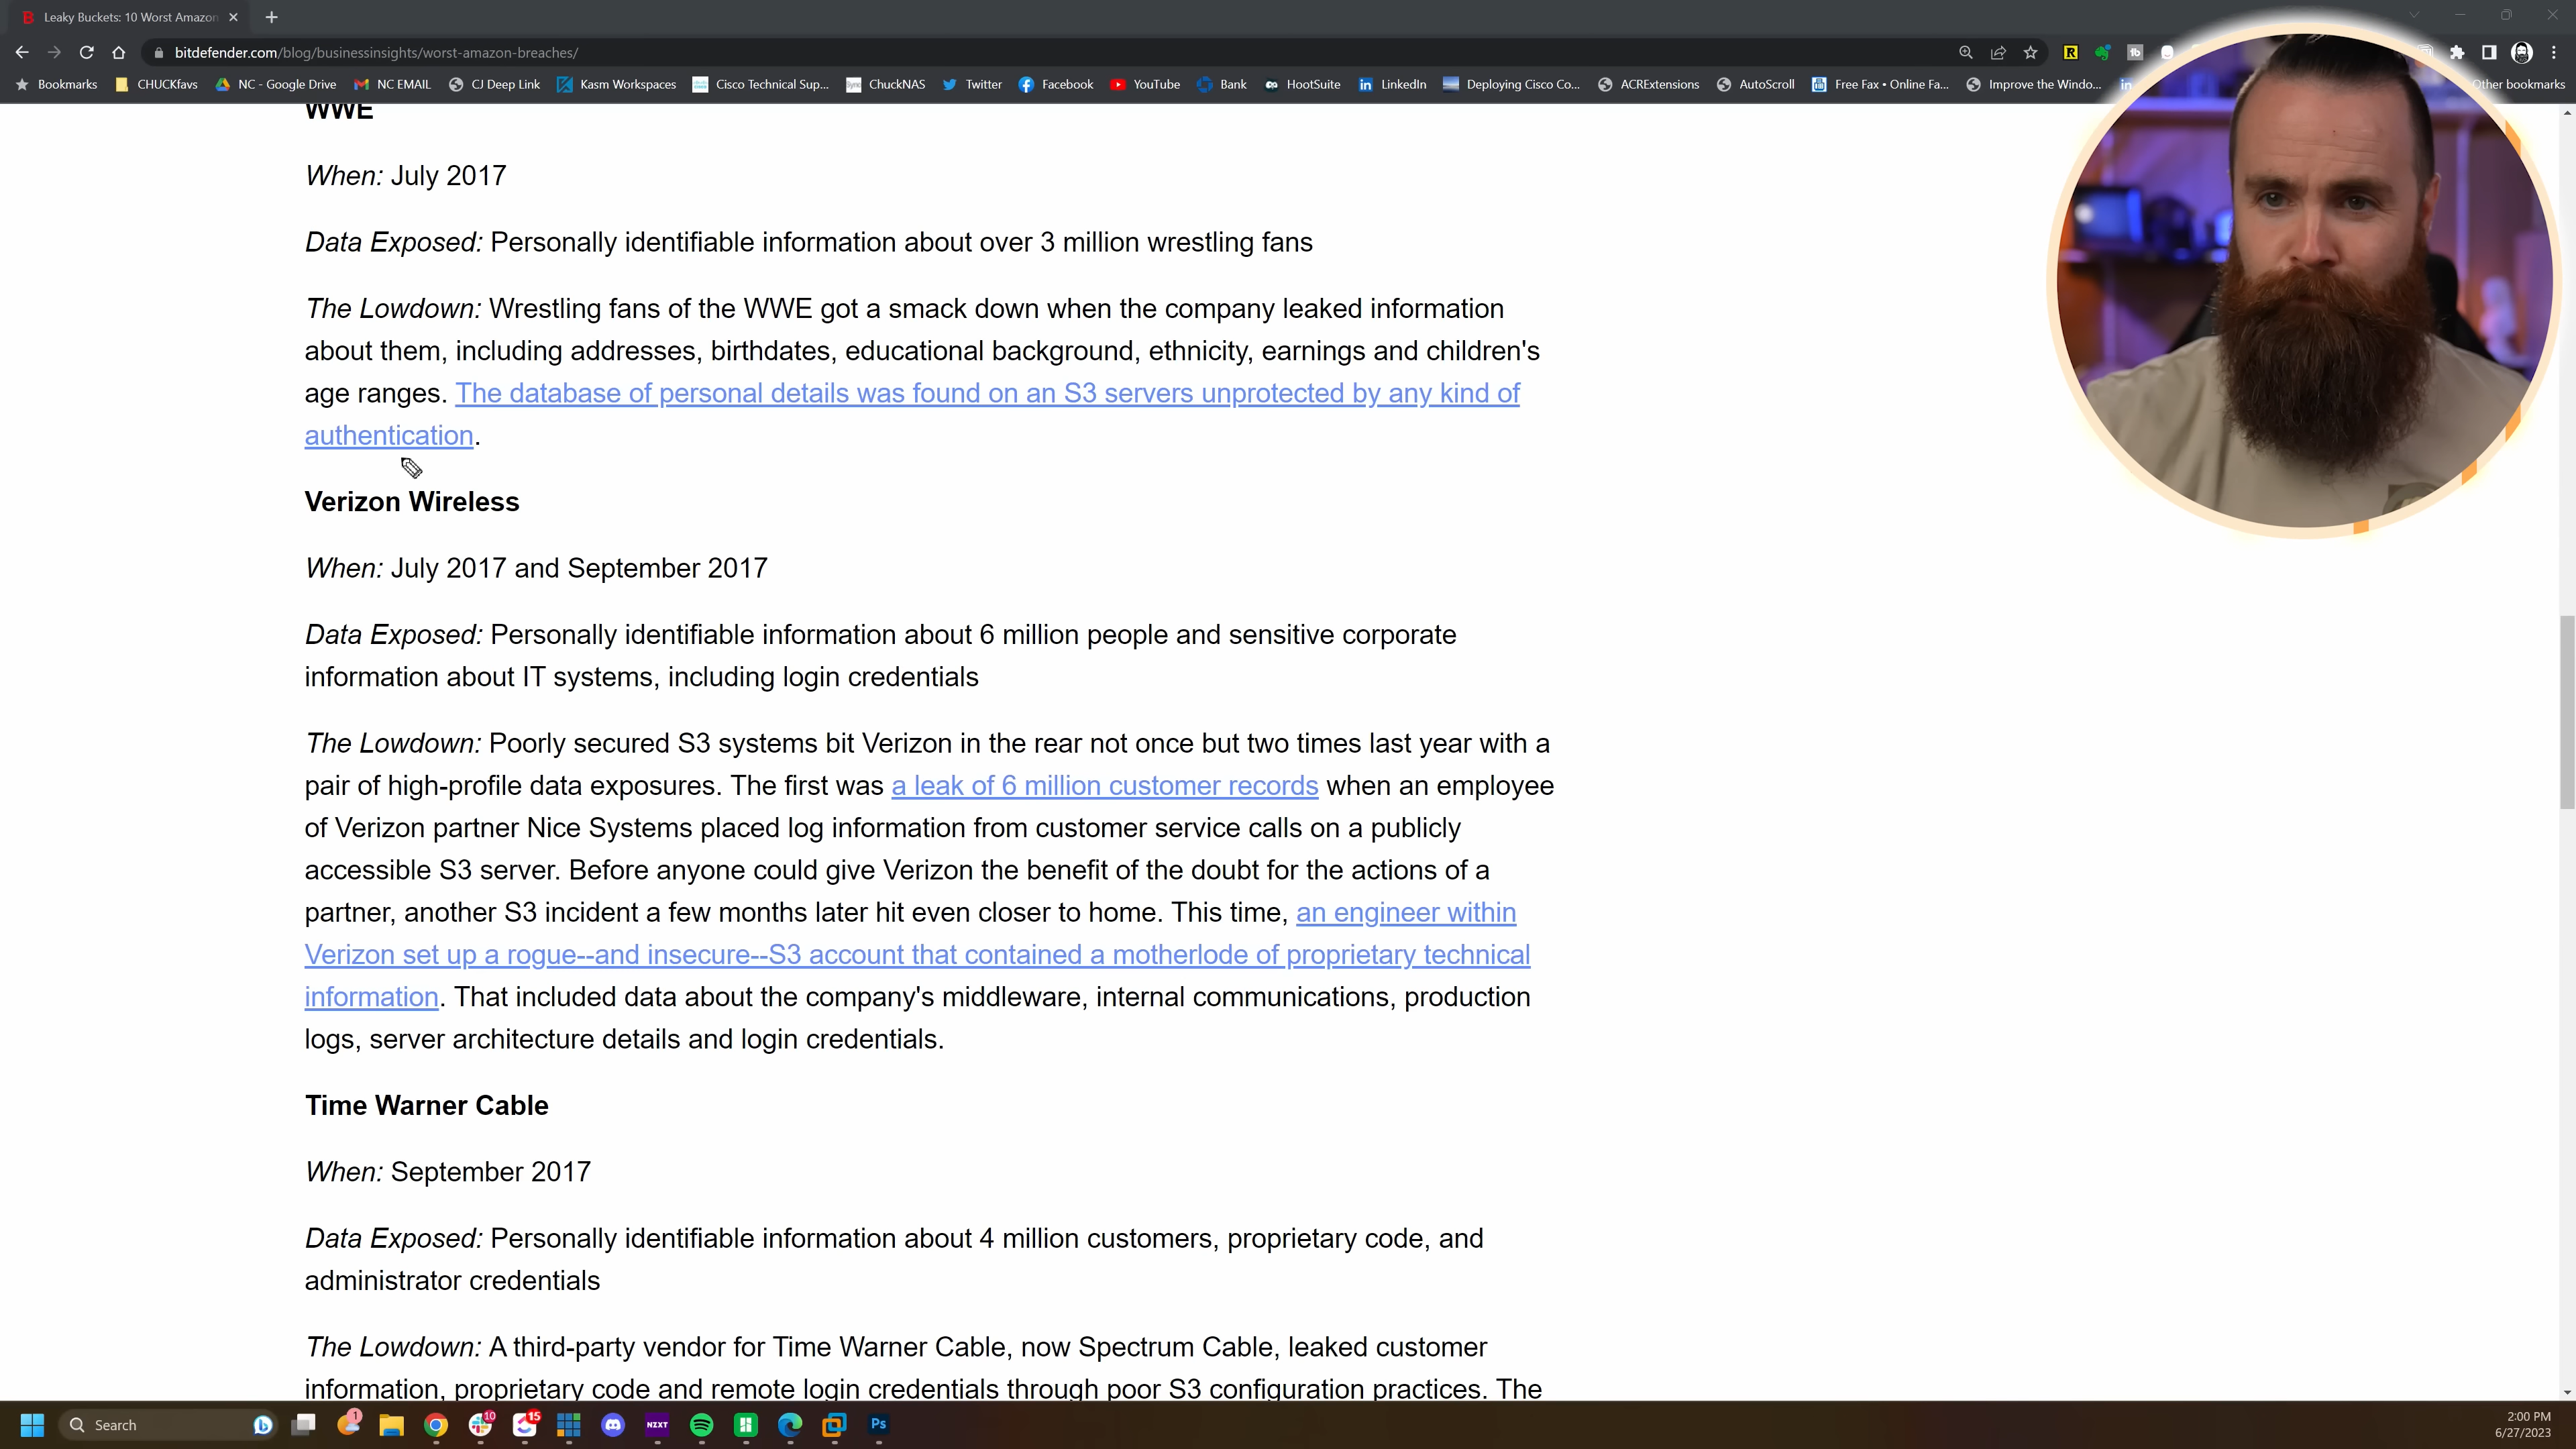 Leaky Buckets: 10 Worst Amazon
bitdefender.com/blog/businessinsights/worst-amazon-breaches/
Bookmarks CHUCKfavs NC - Google Drive NC EMAIL CJ Deep Link Kasm Workspaces Cisco Technical Sup... ChuckNAS Twitter Facebook YouTube Bank HootSuite LinkedIn Deploying Cisco Co... ACRExtensions AutoScroll Free Fax • Online Fa... Improve the Windo... Other bookmarks
WWE
When: July 2017
Data Exposed: Personally identifiable information about over 3 million wrestling fans
The Lowdown: Wrestling fans of the WWE got a smack down when the company leaked information
about them, including addresses, birthdates, educational background, ethnicity, earnings and children's
age ranges. The database of personal details was found on an S3 servers unprotected by any kind of
authentication.
Verizon Wireless
When: July 2017 and September 2017
Data Exposed: Personally identifiable information about 6 million people and sensitive corporate
information about IT systems, including login credentials
The Lowdown: Poorly secured S3 systems bit Verizon in the rear not once but two times last year with a
pair of high-profile data exposures. The first was a leak of 6 million customer records when an employee
of Verizon partner Nice Systems placed log information from customer service calls on a publicly
accessible S3 server. Before anyone could give Verizon the benefit of the doubt for the actions of a
partner, another S3 incident a few months later hit even closer to home. This time, an engineer within
Verizon set up a rogue--and insecure--S3 account that contained a motherlode of proprietary technical
information. That included data about the company's middleware, internal communications, production
logs, server architecture details and login credentials.
Time Warner Cable
When: September 2017
Data Exposed: Personally identifiable information about 4 million customers, proprietary code, and
administrator credentials
The Lowdown: A third-party vendor for Time Warner Cable, now Spectrum Cable, leaked customer
information, proprietary code and remote login credentials through poor S3 configuration practices. The
Search 1 10 15 NZXT Ps 2:00 PM
6/27/2023